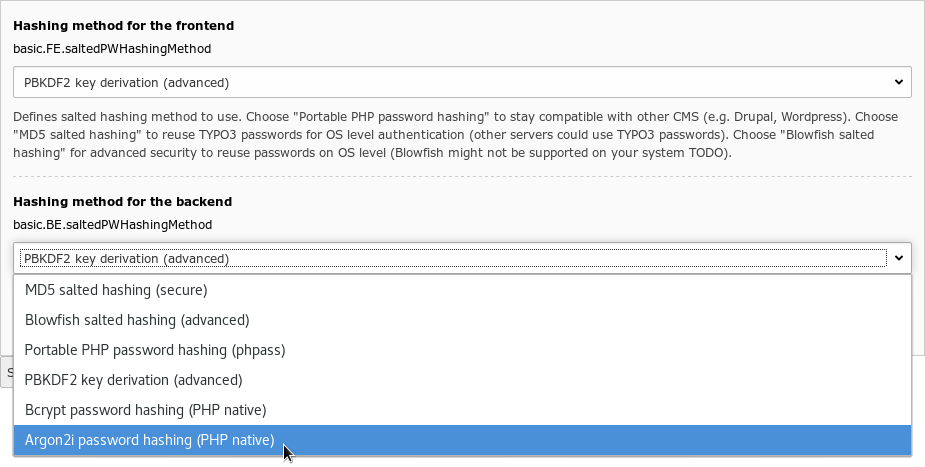 Hashing method for the frontend
basic.FE.saltedPWHashingMethod
PBKDF2 key derivation (advanced)
Defines salted hashing method to use. Choose "Portable PHP password hashing" to stay compatible with other CMS (e.g. Drupal, Wordpress). Choose
"MD5 salted hashing" to reuse TYPO3 passwords for OS level authentication (other servers could use TYPO3 passwords). Choose "Blowfish salted
hashing" for advanced security to reuse passwords on OS level (Blowfish might not be supported on your system TODO).
Hashing method for the backend
basic.BE.saltedPWHashingMethod
PBKDF2 key derivation (advanced)
MD5 salted hashing (secure)
Blowfish salted hashing (advanced)
Portable PHP password hashing (phpass)
PBKDF2 key derivation (advanced)
Bcrypt password hashing (PHP native)
Argon2i password hashing (PHP native)